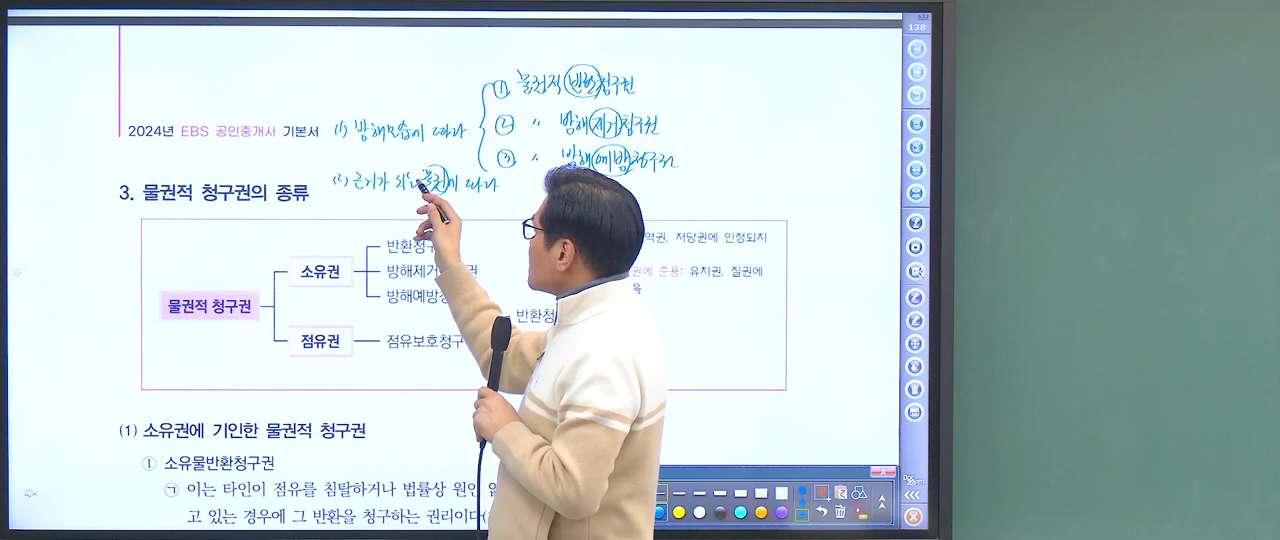 138
① 물권적 반환청구권
2024년 EBS 공인중개사 기본서
(1) 방해모습에 따라
② 〃 방해제거청구권
③ 〃 방해예방청구권
(2) 근거가 되는 물권에 따라
3. 물권적 청구권의 종류
역권, 저당권에 인정되지
반환청구
소유권
방해제거
권
권에 준용: 유치권, 질권에
방해예방청
물권적 청구권
반환청
점유권
점유보호청구
(1) 소유권에 기인한 물권적 청구권
① 소유물반환청구권
㉠ 이는 타인이 점유를 침탈하거나 법률상 원인 없
고 있는 경우에 그 반환을 청구하는 권리이다(